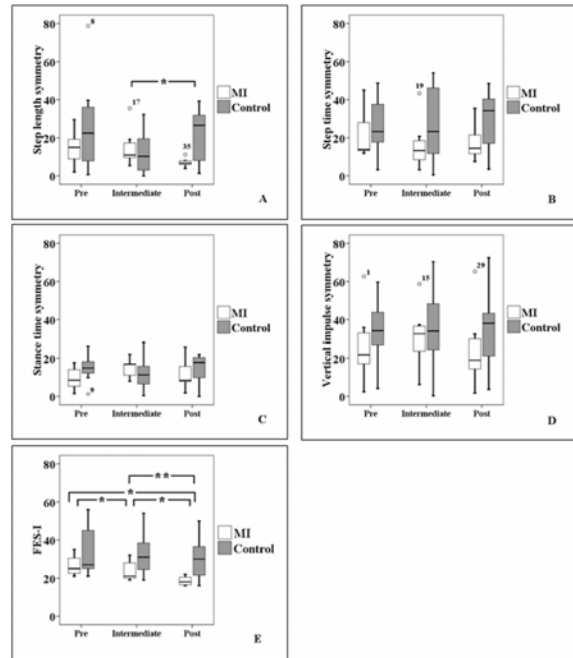 80
60
40
20
0
Step length symmetry
8
17
35
*
MI
Control
Pre
Intermediate
Post
A
80
60
40
20
0
Step time symmetry
19
MI
Control
Pre
Intermediate
Post
B
80
60
40
20
0
Stance time symmetry
9
MI
Control
Pre
Intermediate
Post
C
80
60
40
20
0
Vertical impulse symmetry
1
15
29
MI
Control
Pre
Intermediate
Post
D
80
60
40
20
0
FES-I
**
*
*
*
MI
Control
Pre
Intermediate
Post
E